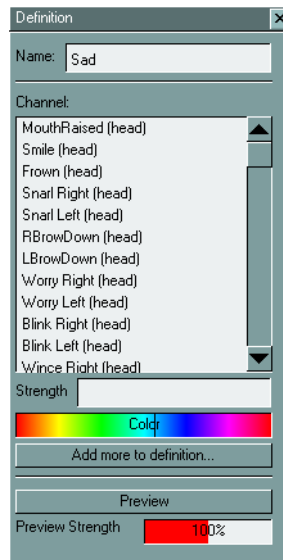 Definition
Name: Sad
Channel:
MouthRaised (head)
Smile (head)
Frown (head)
Snarl Right (head)
Snarl Left (head)
RBrowDown (head)
LBrowDown (head)
Worry Right (head)
Worry Left (head)
Blink Right (head)
Blink Left (head)
Wince Right (head)
Strength
Color
Add more to definition...
Preview
Preview Strength 100%